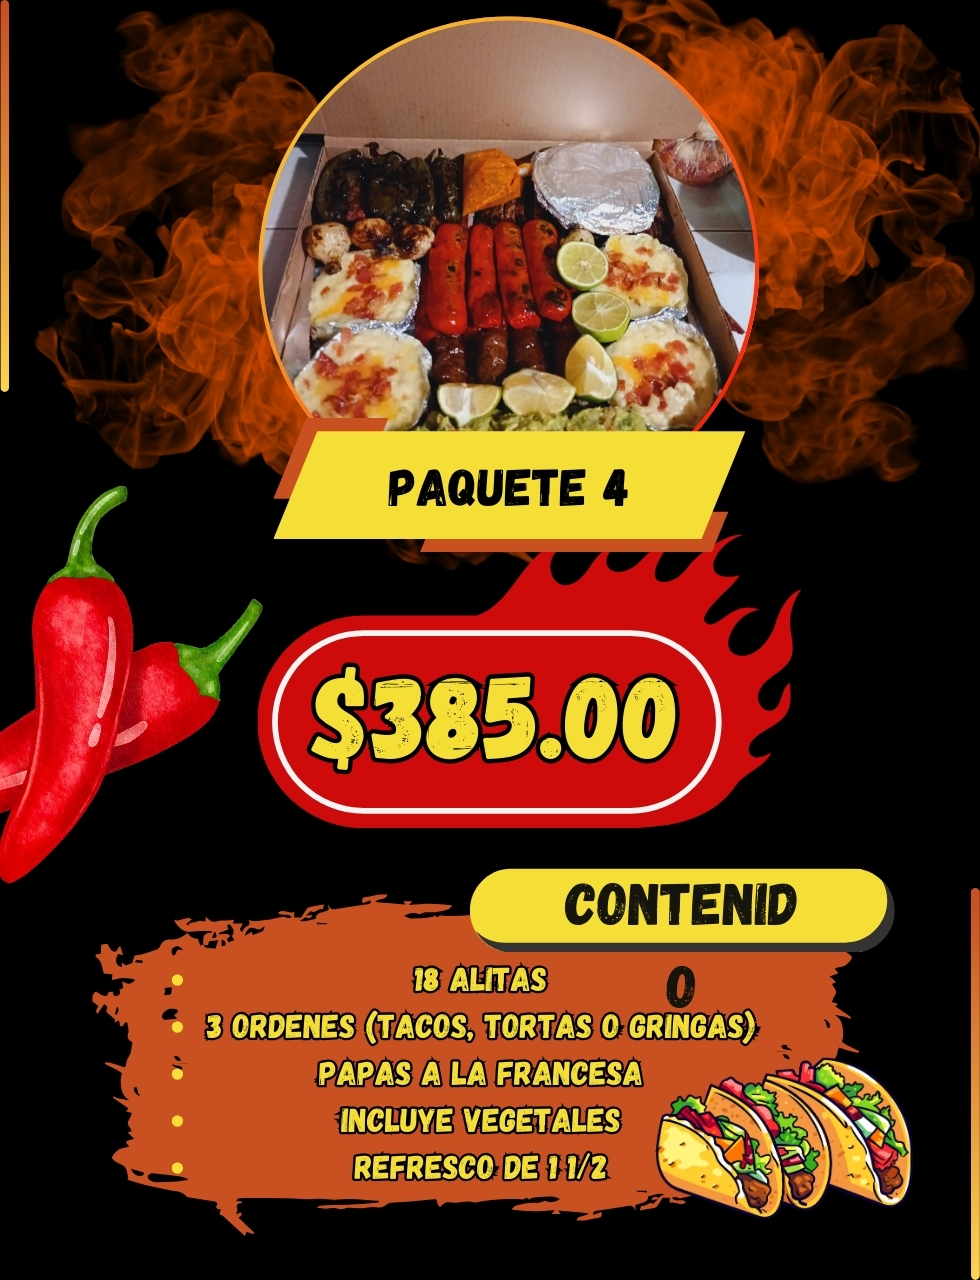 PAQUETE 4
$385.00
CONTENID
O
18 ALITAS
3 ORDENES (TACOS, TORTAS O GRINGAS)
PAPAS A LA FRANCESA
INCLUYE VEGETALES
REFRESCO DE 1 1/2